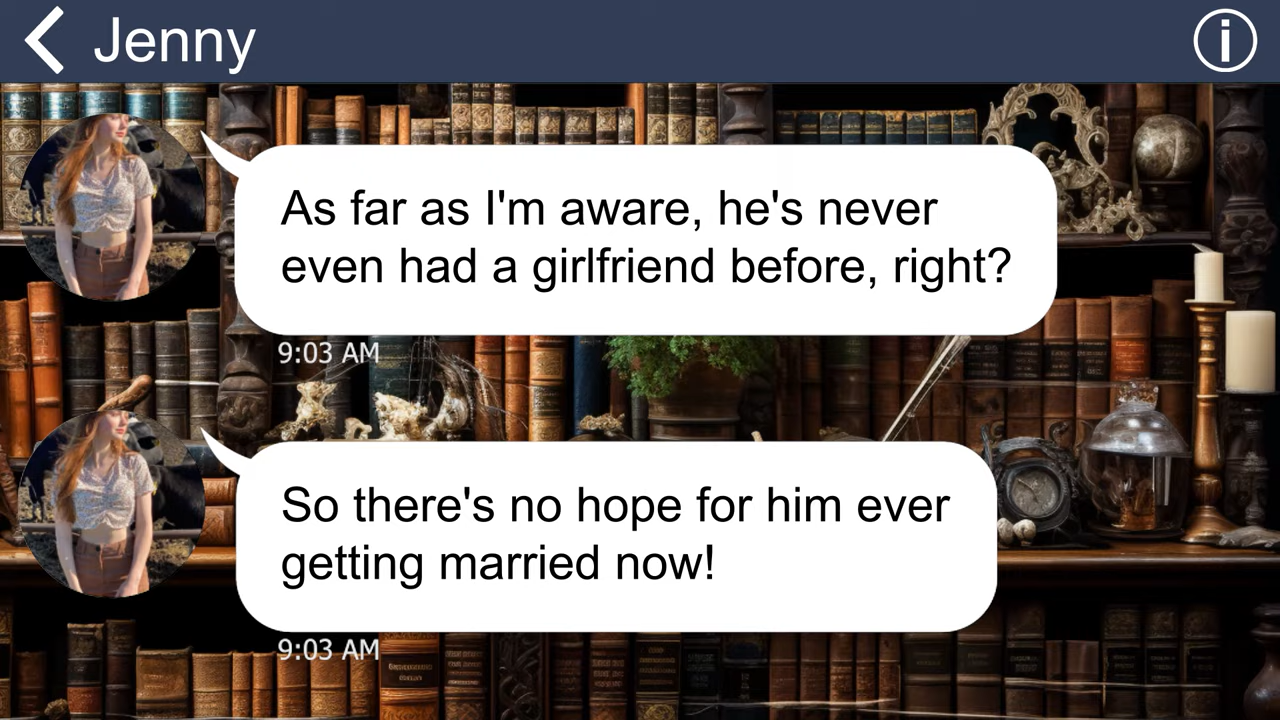 Jenny
As far as I'm aware, he's never
even had a girlfriend before, right?
9:03 AM
So there's no hope for him ever
getting married now!
9:03 AM